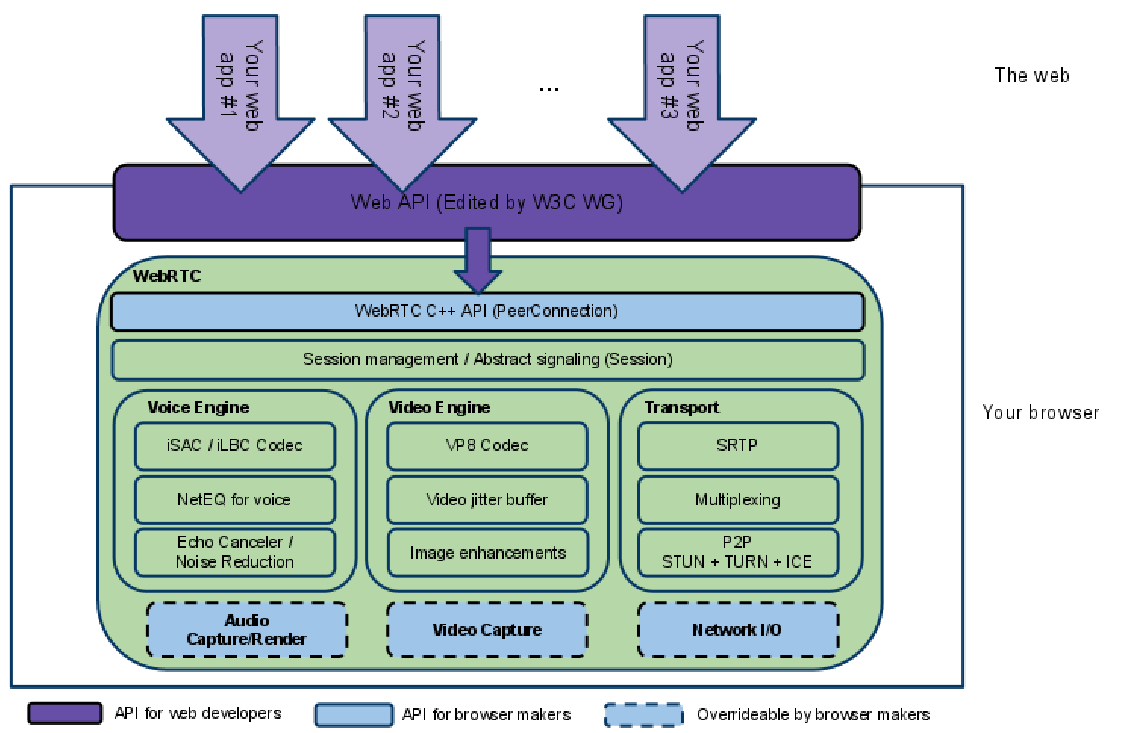 Your web
app #1
Your web
app #2
...
Your web
app #3
The web
Web API (Edited by W3C WG)
WebRTC
WebRTC C++ API (PeerConnection)
Session management / Abstract signaling (Session)
Your browser
Voice Engine
iSAC / iLBC Codec
NetEQ for voice
Echo Canceler /
Noise Reduction
Video Engine
VP8 Codec
Video jitter buffer
Image enhancements
Transport
SRTP
Multiplexing
P2P
STUN + TURN + ICE
Audio
Capture/Render
Video Capture
Network I/O
API for web developers
API for browser makers
Overrideable by browser makers